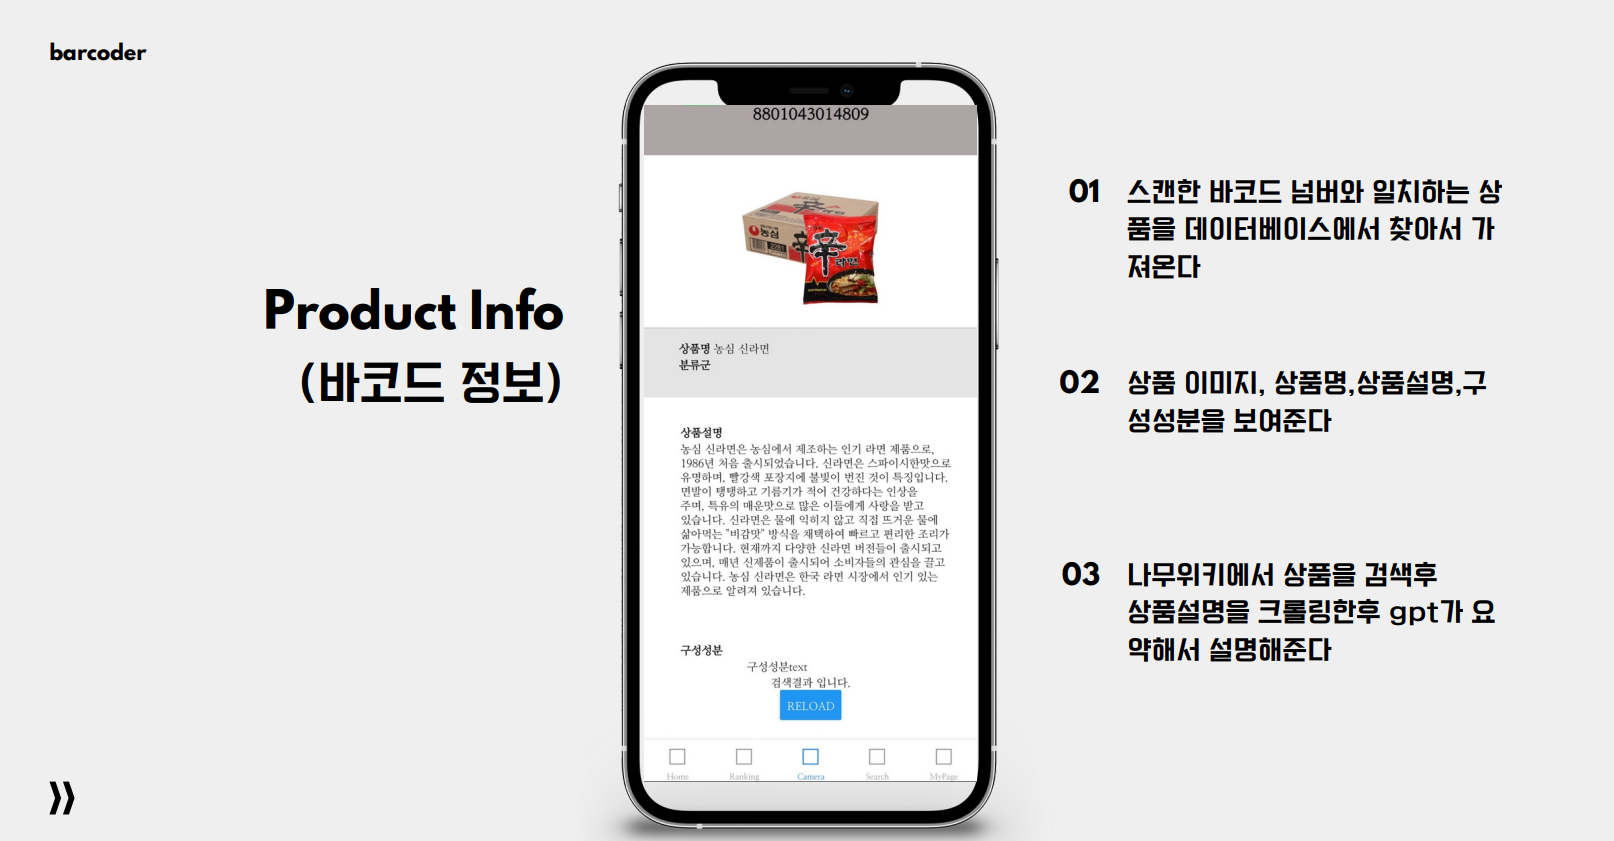 barcoder
Product Info
(바코드 정보)
8801043014809
농심
辛
라면
상품명 농심 신라면
분류군
상품설명
농심 신라면은 농심에서 제조하는 인기 라면 제품으로,
1986년 처음 출시되었습니다. 신라면은 스파이시한맛으로
유명하며, 빨강색 포장지에 불빛이 번진 것이 특징입니다.
면발이 탱탱하고 기름기가 적어 건강하다는 인상을
주며, 특유의 매운맛으로 많은 이들에게 사랑을 받고
있습니다. 신라면은 물에 익히지 않고 직접 뜨거운 물에
삶아먹는 "비감맛" 방식을 채택하여 빠르고 편리한 조리가
가능합니다. 현재까지 다양한 신라면 버전들이 출시되고
있으며, 매년 신제품이 출시되어 소비자들의 관심을 끌고
있습니다. 농심 신라면은 한국 라면 시장에서 인기 있는
제품으로 알려져 있습니다.
구성성분
구성성분text
검색결과 입니다.
RELOAD
Home
Ranking
Camera
Search
MyPage
01 스캔한 바코드 넘버와 일치하는 상
품을 데이터베이스에서 찾아서 가
져온다
02 상품 이미지, 상품명,상품설명,구
성성분을 보여준다
03 나무위키에서 상품을 검색후
상품설명을 크롤링한후 gpt가 요
약해서 설명해준다